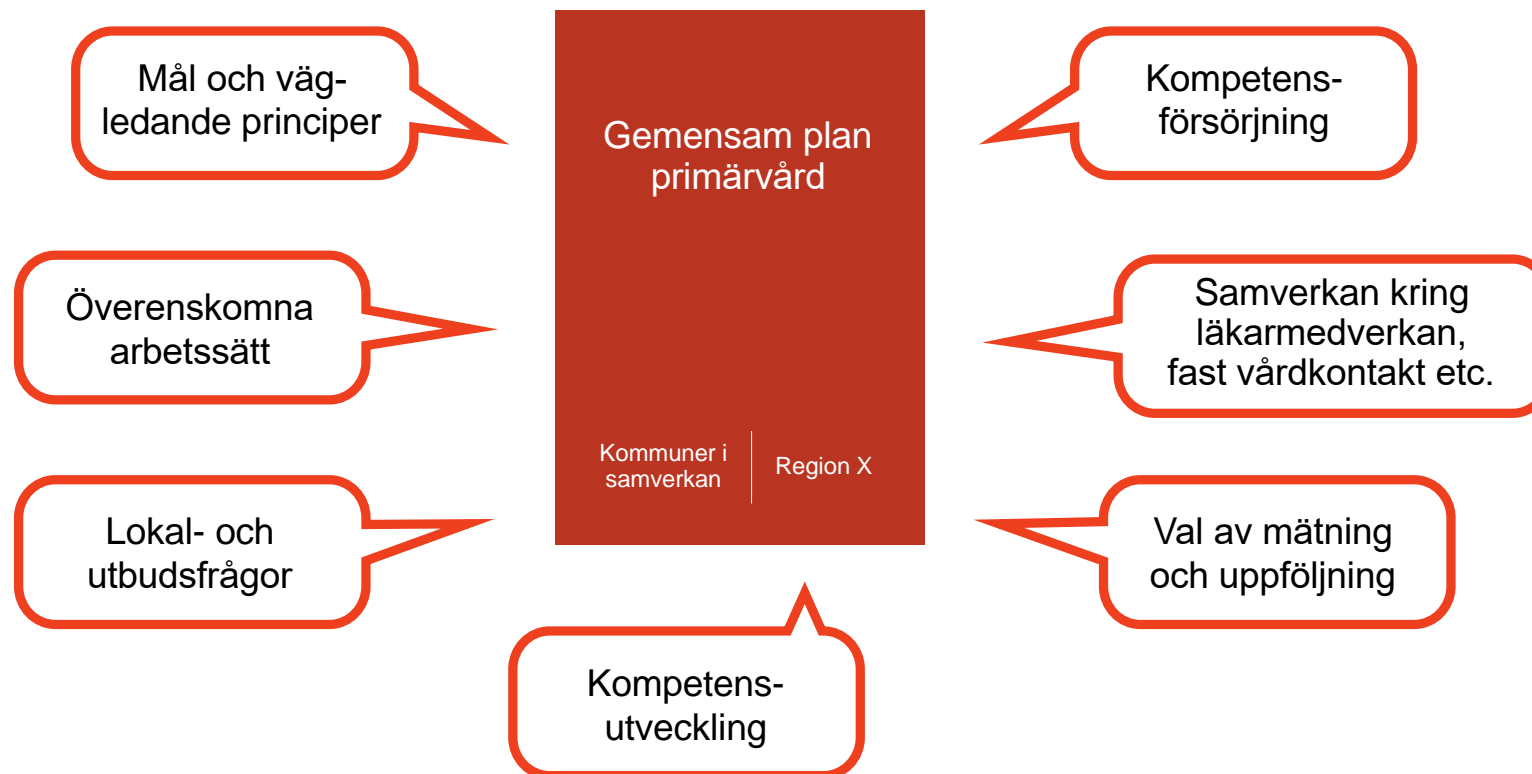 Mål och väg-
ledande principer
Gemensam plan
primärvård
Kompetens-
försörjning
Överenskomna
arbetssätt
Samverkan kring
läkarmedverkan,
fast vårdkontakt etc.
Kommuner i
samverkan
Region X
Lokal- och
utbudsfrågor
Val av mätning
och uppföljning
Kompetens-
utveckling